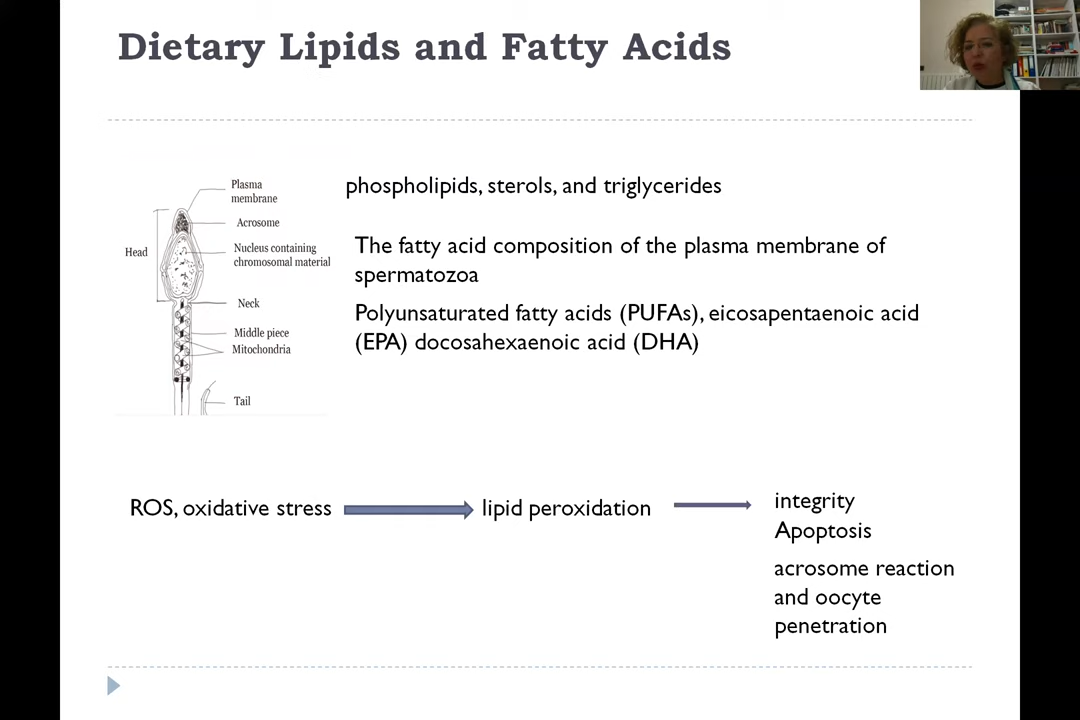 Dietary Lipids and Fatty Acids
Plasma
membrane
Acrosome
Head
Nucleus containing
chromosomal material
Neck
Middle piece
Mitochondria
Tail
phospholipids, sterols, and triglycerides
The fatty acid composition of the plasma membrane of
spermatozoa
Polyunsaturated fatty acids (PUFAs), eicosapentaenoic acid
(EPA) docosahexaenoic acid (DHA)
ROS, oxidative stress
lipid peroxidation
integrity
Apoptosis
acrosome reaction
and oocyte
penetration